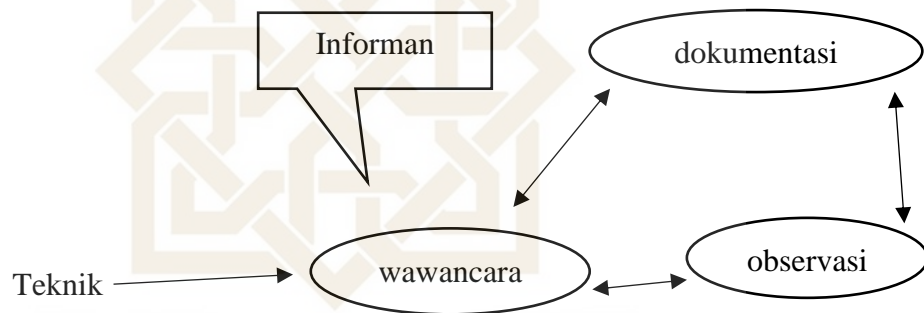 Informan
dokumentasi
wawancara
observasi
Teknik